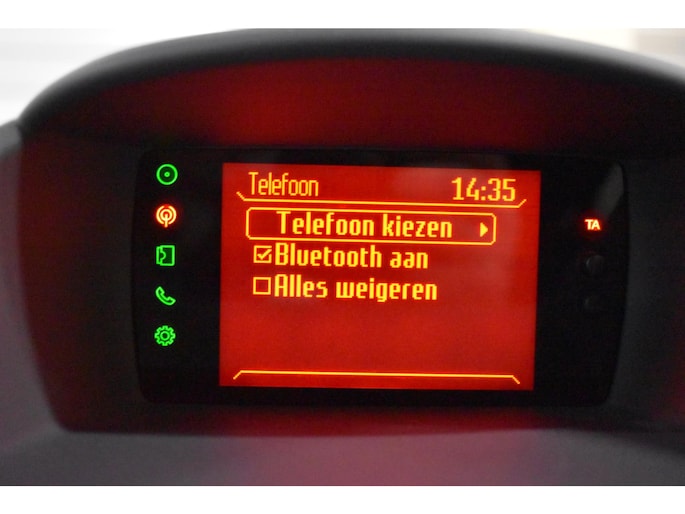 Telefoon 14:35
Telefoon kiezen
TA
Bluetooth aan
Alles weigeren